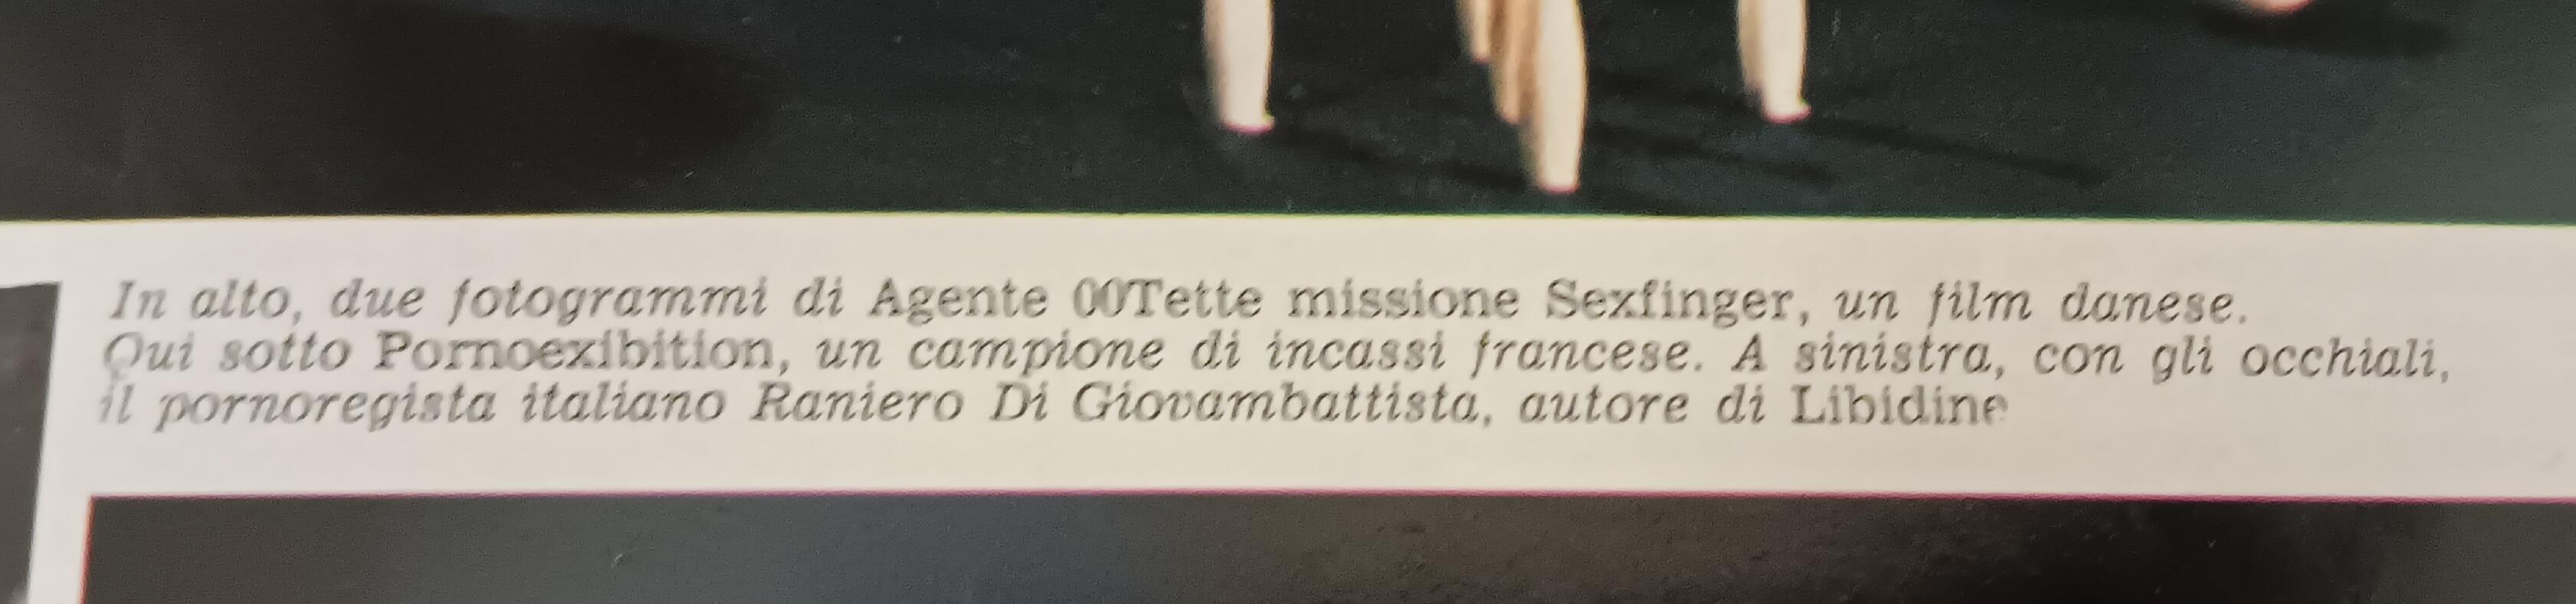 In alto, due fotogrammi di Agente 00Tette missione Sexfinger, un film danese.
Qui sotto Pornoexibition, un campione di incassi francese. A sinistra, con gli occhiali,
il pornoregista italiano Raniero Di Giovambattista, autore di Libidine